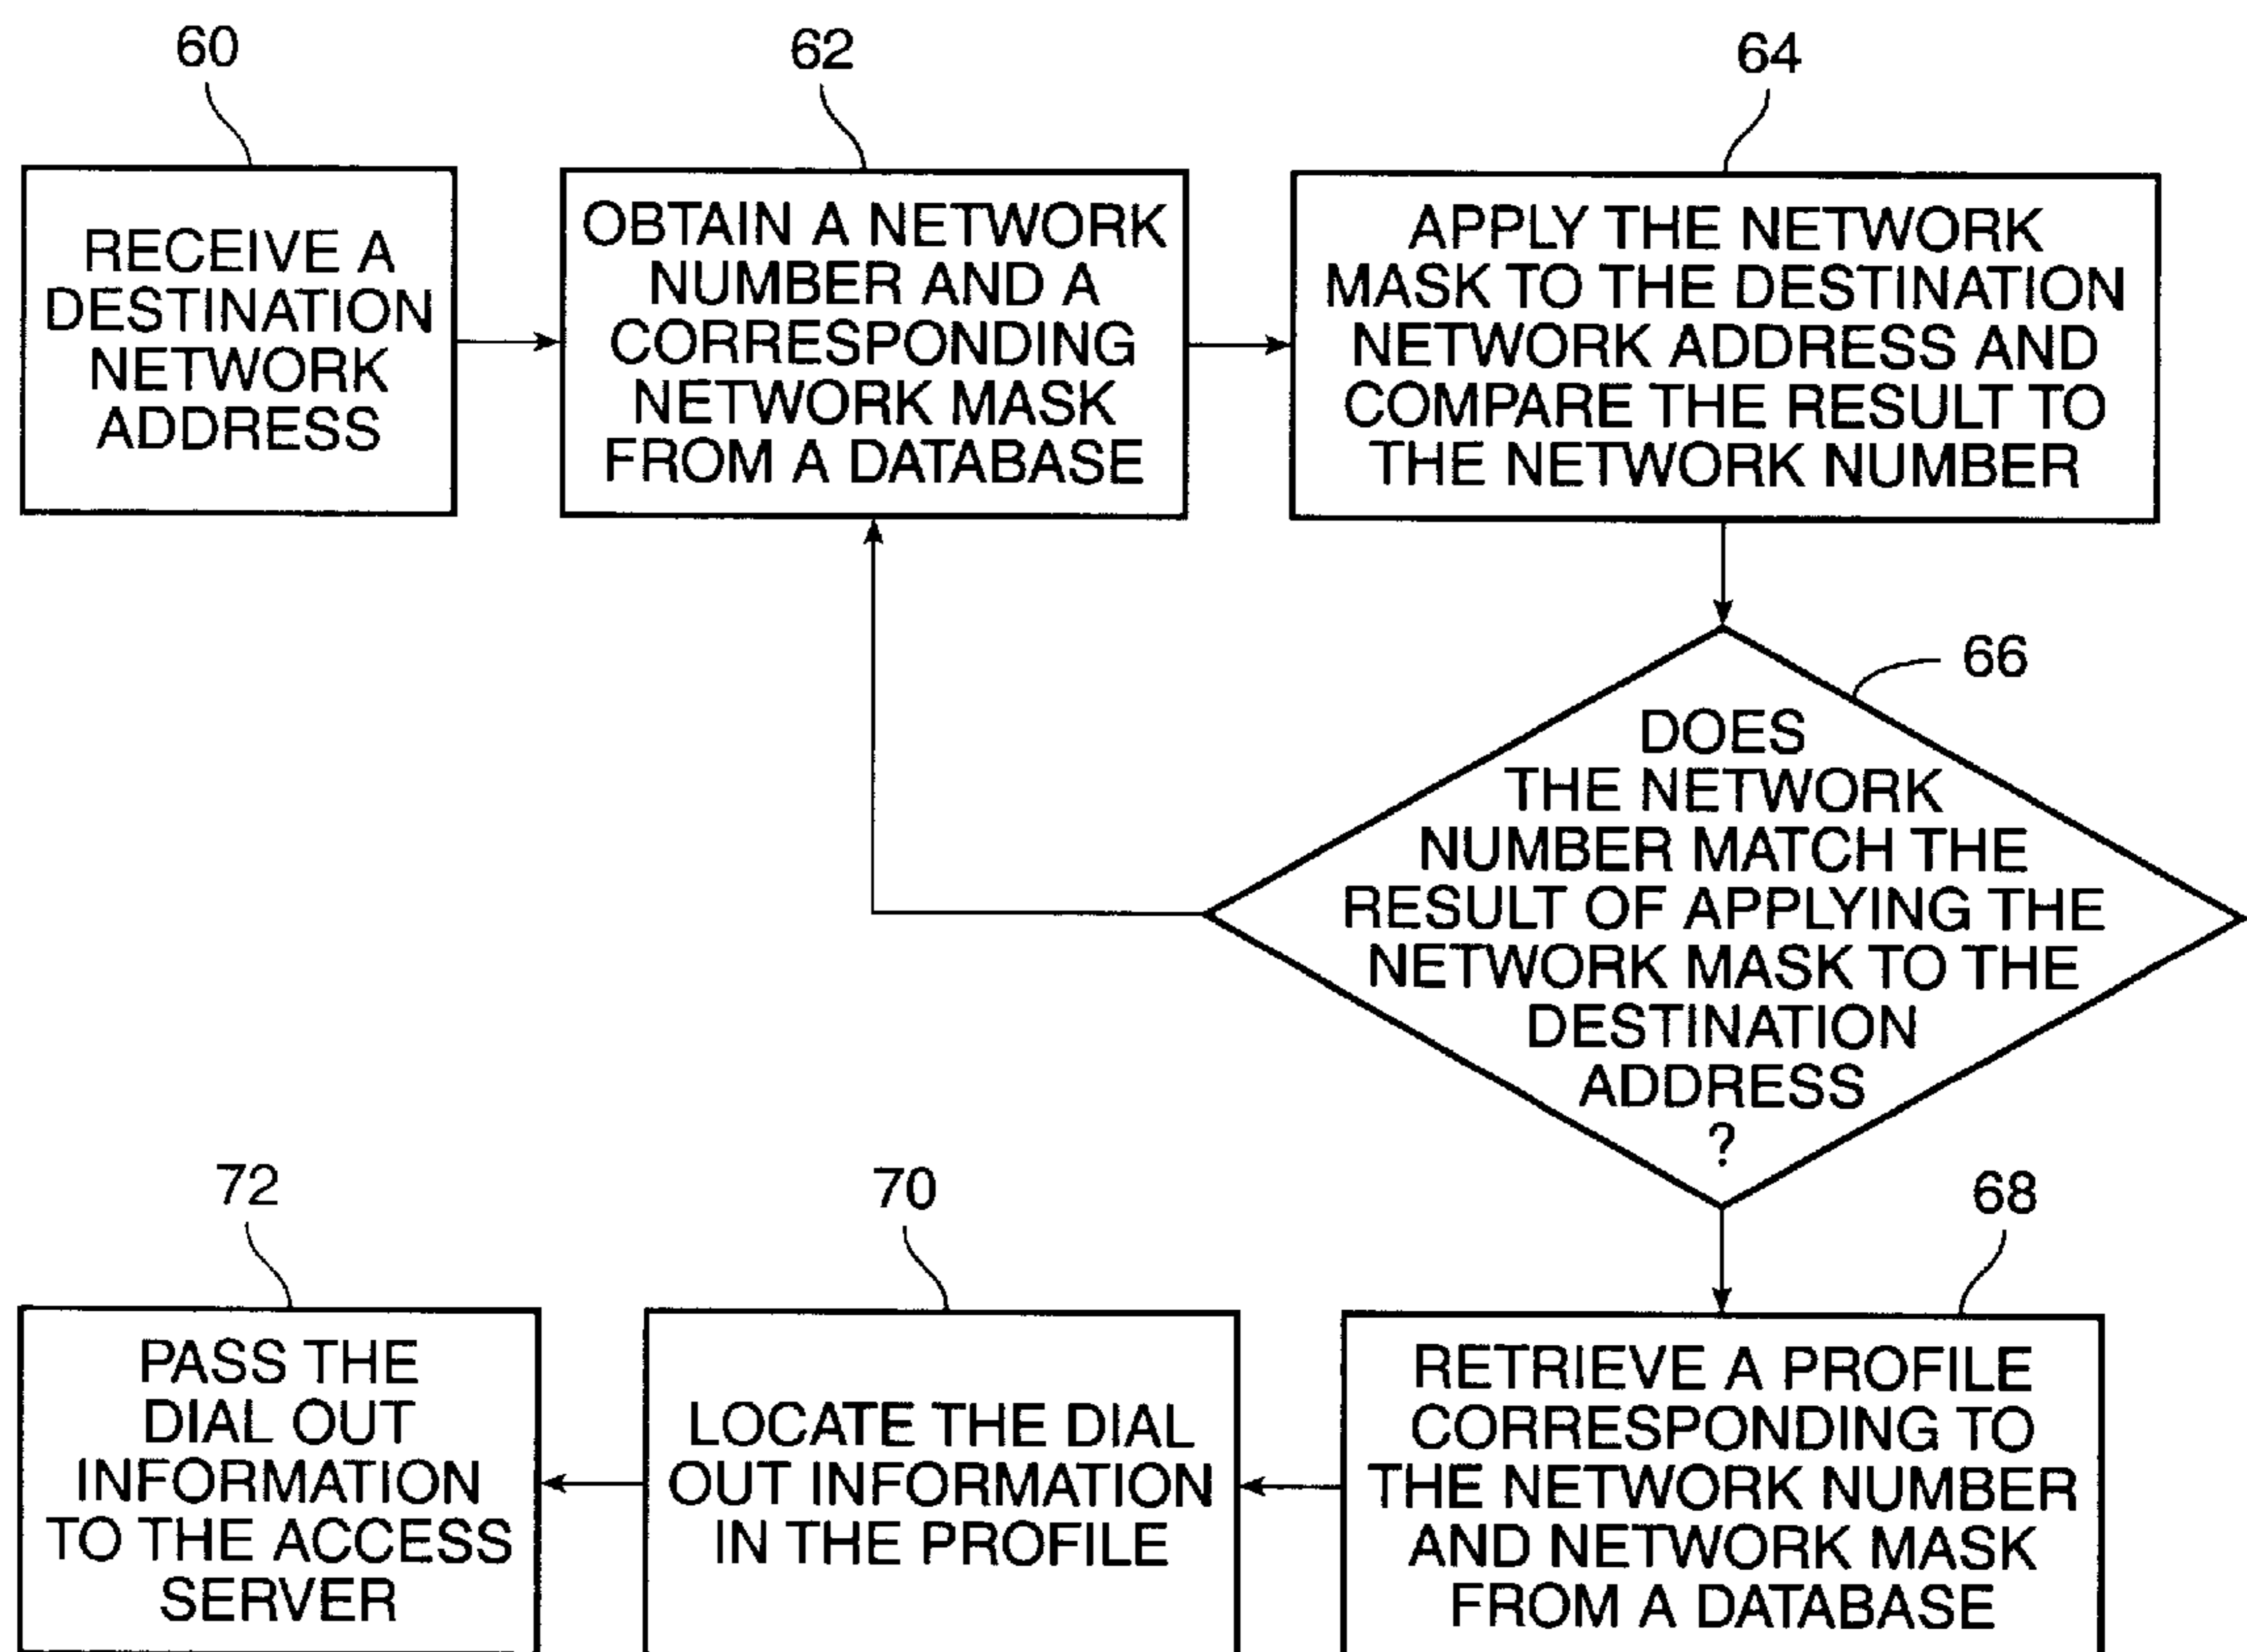 60
RECEIVE A
DESTINATION
NETWORK
ADDRESS
62
OBTAIN A NETWORK
NUMBER AND A
CORRESPONDING
NETWORK MASK
FROM A DATABASE
64
APPLY THE NETWORK
MASK TO THE DESTINATION
NETWORK ADDRESS AND
COMPARE THE RESULT TO
THE NETWORK NUMBER
66
DOES
THE NETWORK
NUMBER MATCH THE
RESULT OF APPLYING THE
NETWORK MASK TO THE
DESTINATION
ADDRESS
?
68
RETRIEVE A PROFILE
CORRESPONDING TO
THE NETWORK NUMBER
AND NETWORK MASK
FROM A DATABASE
70
LOCATE THE DIAL
OUT INFORMATION
IN THE PROFILE
72
PASS THE
DIAL OUT
INFORMATION
TO THE ACCESS
SERVER